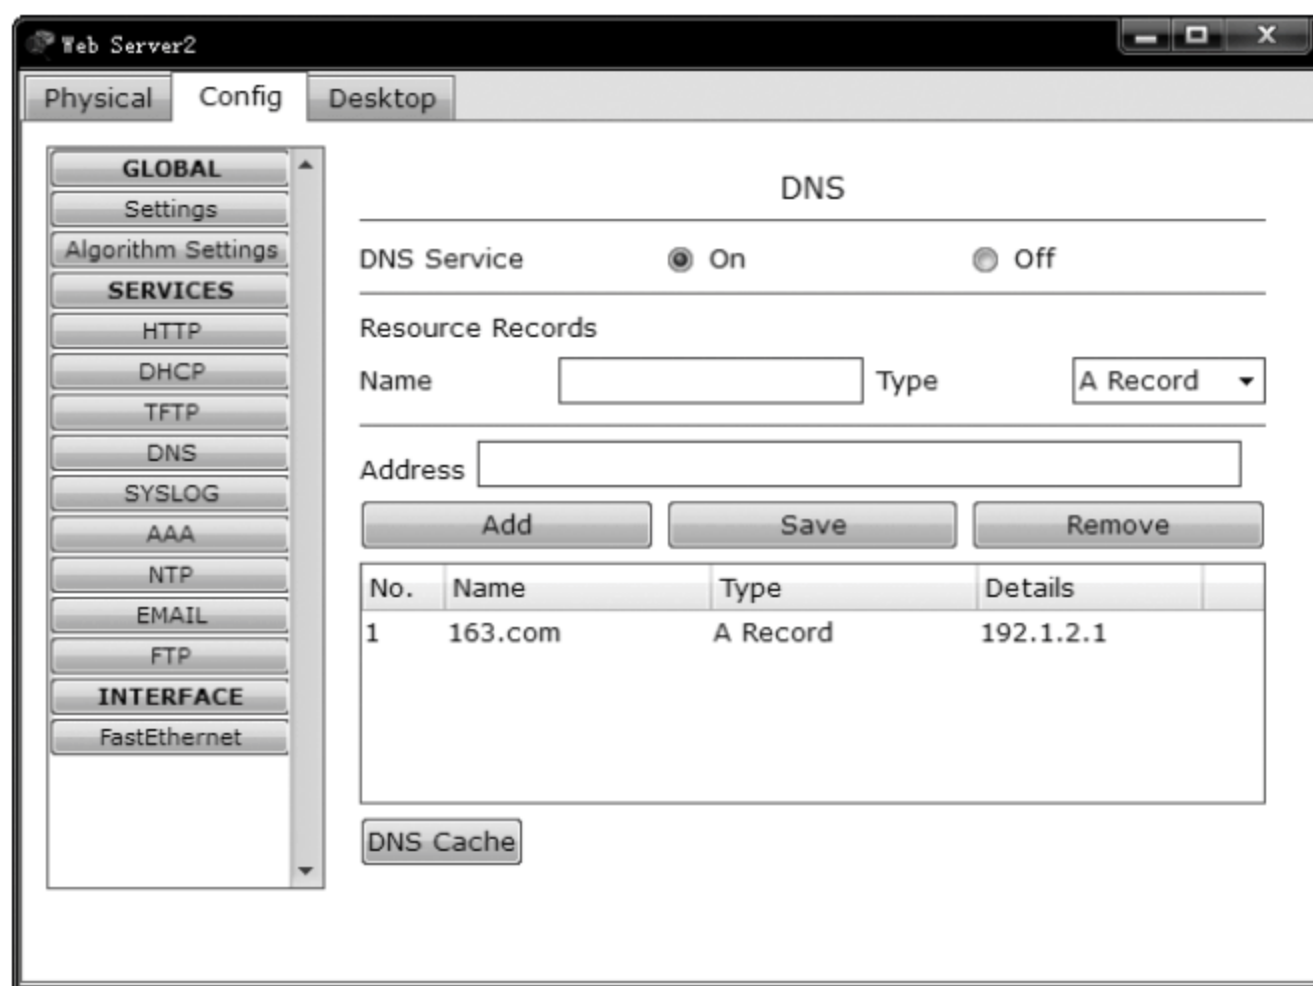 Web Server2
Physical Config Desktop
GLOBAL
Settings
Algorithm Settings
SERVICES
HTTP
DHCP
TFTP
DNS
SYSLOG
AAA
NTP
EMAIL
FTP
INTERFACE
FastEthernet
DNS
DNS Service On Off
Resource Records
Name Type A Record
Address
Add Save Remove
No. Name Type Details
1 163.com A Record 192.1.2.1
DNS Cache